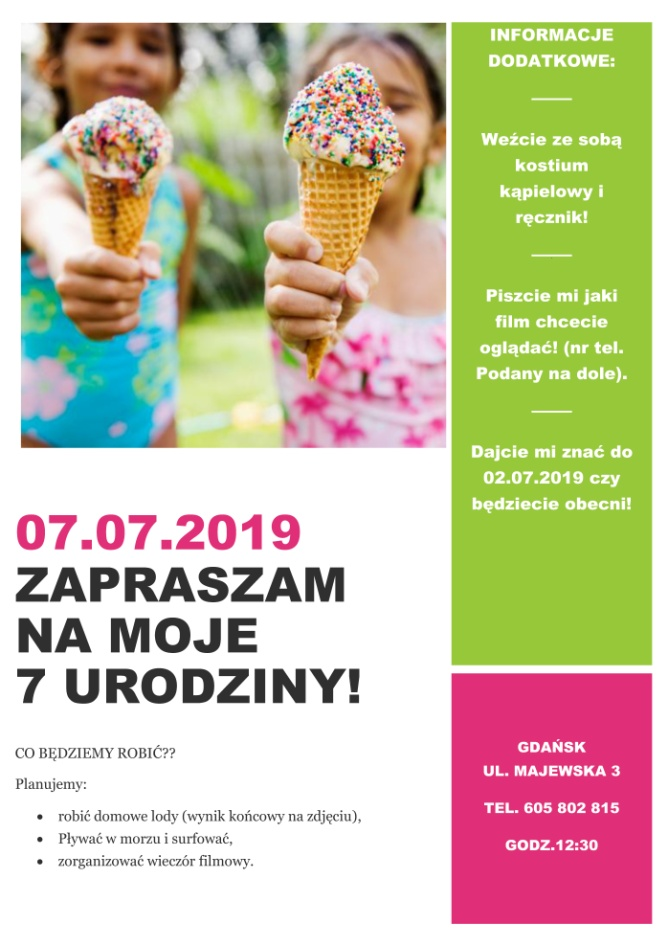 07.07.2019
ZAPRASZAM
NA MOJE
7 URODZINY!
CO BĘDZIEMY ROBIĆ??
Planujemy:
• robić domowe lody (wynik końcowy na zdjęciu),
• Pływać w morzu i surfować,
• zorganizować wieczór filmowy.
INFORMACJE
DODATKOWE:
Weźcie ze sobą
kostium
kąpielowy i
ręcznik!
Piszcie mi jaki
film chcecie
oglądać! (nr tel.
Podany na dole).
Dajcie mi znać do
02.07.2019 czy
będziecie obecni!
GDAŃSK
UL. MAJEWSKA 3
TEL. 605 802 815
GODZ.12:30